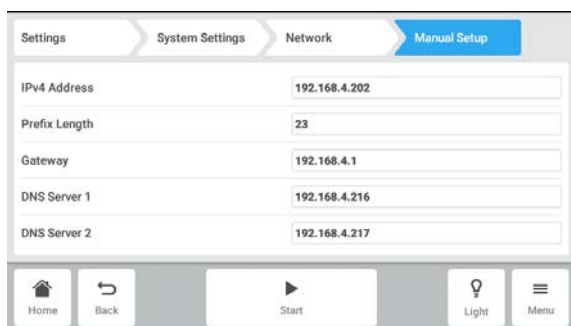 Settings System Settings Network Manual Setup
IPv4 Address 192.168.4.202
Prefix Length 23
Gateway 192.168.4.1
DNS Server 1 192.168.4.216
DNS Server 2 192.168.4.217
Home Back Start Light Menu